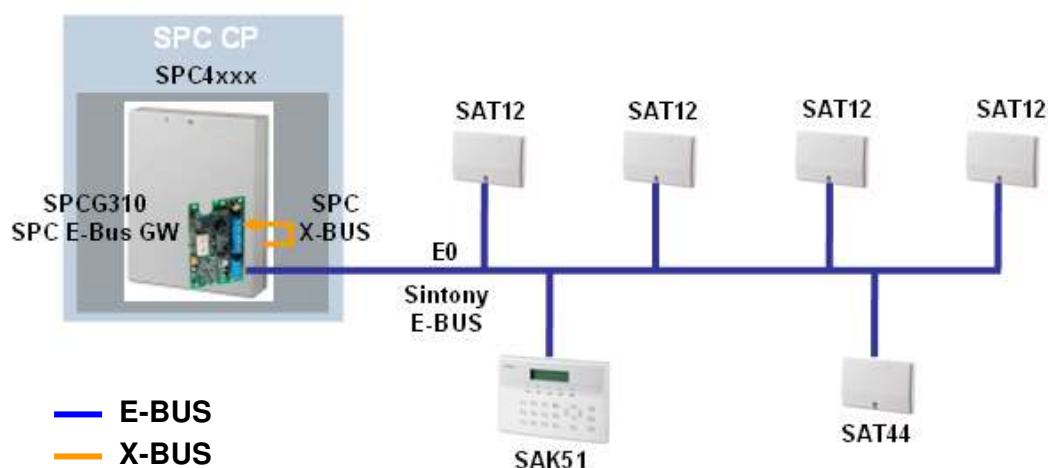 SPC CP
SPC4xxx
SAT12
SAT12
SAT12
SAT12
SPCG310
SPC E-Bus GW
SPC
X-BUS
E0
Sintony
E-BUS
SAK51
SAT44
E-BUS
X-BUS